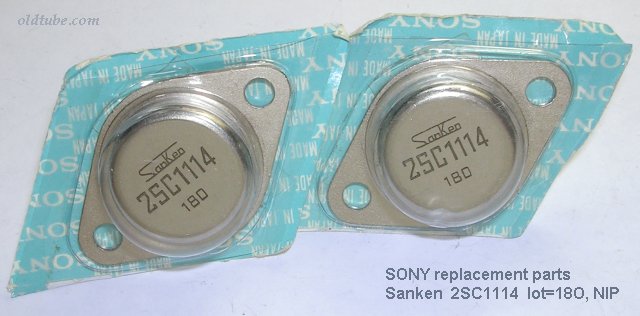 oldtube.com
SONY
MADE IN JAPAN
SanKen
2SC1114
180
SONY
MADE IN JAPAN
SanKen
2SC1114
180
SONY replacement parts
Sanken 2SC1114 lot=180, NIP